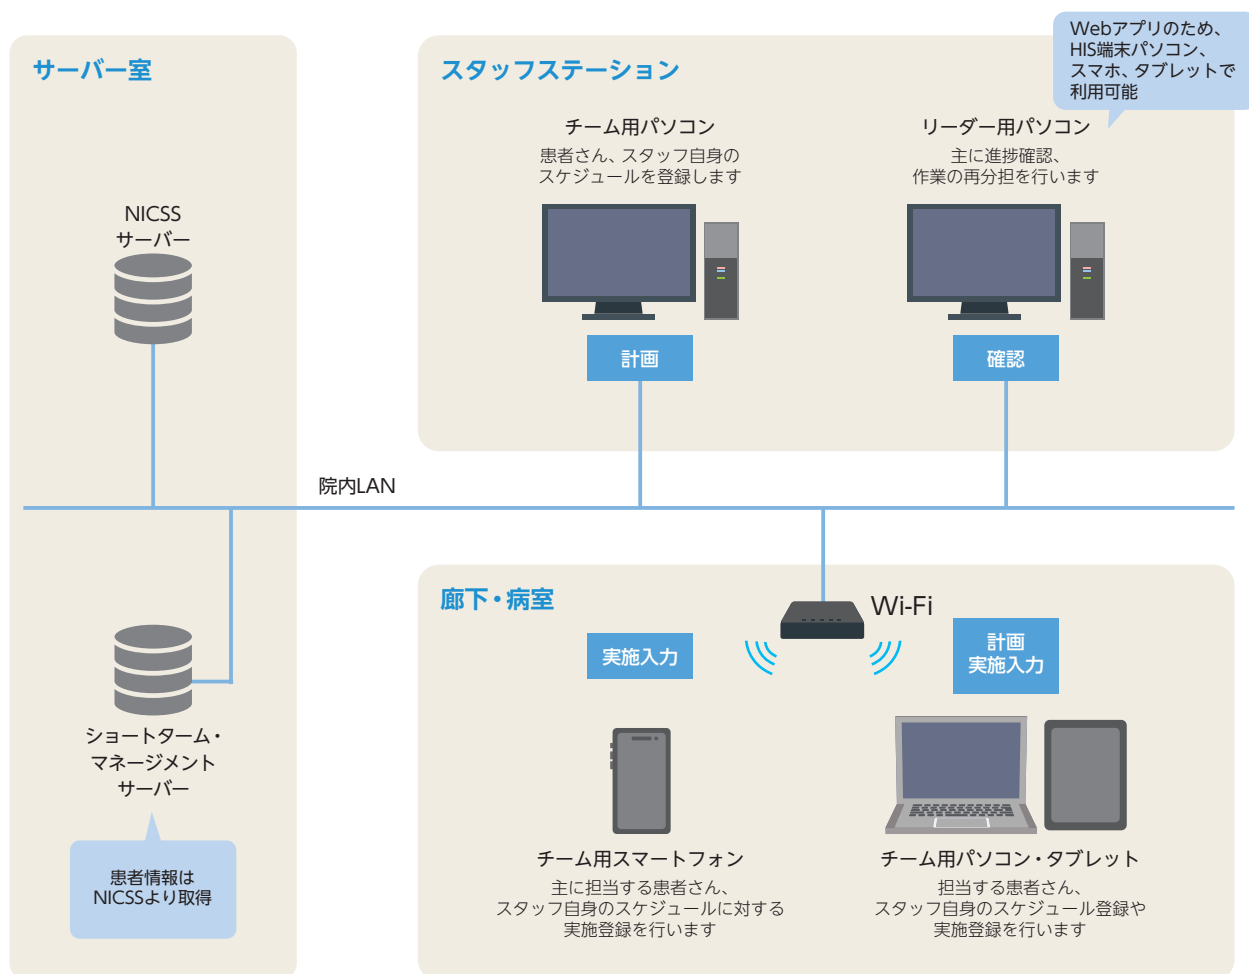 Webアプリのため、
HIS端末パソコン、
スマホ、タブレットで
利用可能
サーバー室
NICSS
サーバー
スタッフステーション
チーム用パソコン
患者さん、スタッフ自身の
スケジュールを登録します
計画
リーダー用パソコン
主に進捗確認、
作業の再分担を行います
確認
院内LAN
ショートターム・
マネージメント
サーバー
患者情報は
NICSSより取得
廊下・病室
Wi-Fi
実施入力
計画
実施入力
チーム用スマートフォン
主に担当する患者さん、
スタッフ自身のスケジュールに対する
実施登録を行います
チーム用パソコン・タブレット
担当する患者さん、
スタッフ自身のスケジュール登録や
実施登録を行います